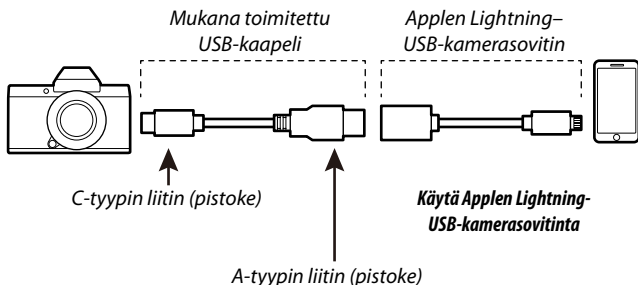 Mukana toimitettu
USB-kaapeli
Applen Lightning–
USB-kamerasovitin
C-tyypin liitin (pistoke)
Käytä Applen Lightning-
USB-kamerasovitinta
A-tyypin liitin (pistoke)